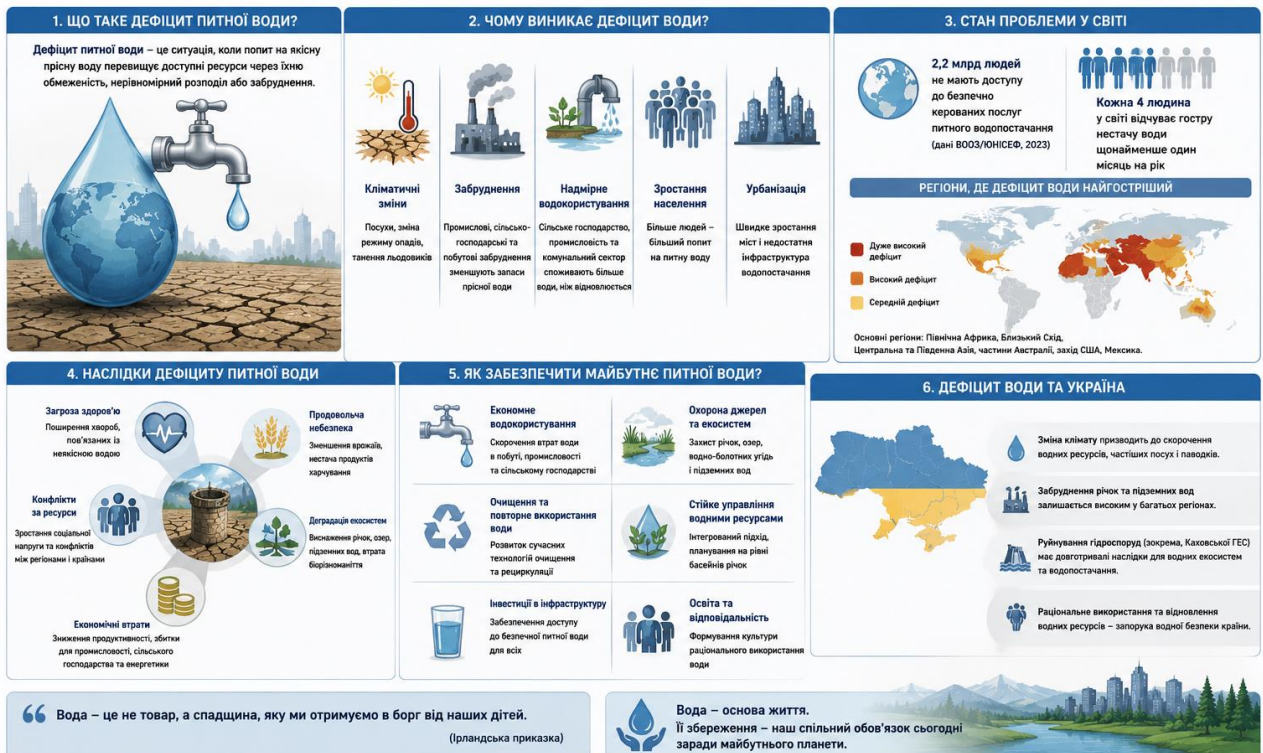 1. ЩО ТАКЕ ДЕФІЦИТ ПИТНОЇ ВОДИ?
Дефіцит питної води – це ситуація, коли попит на якісну
прісну воду перевищує доступні ресурси через їхню
обмеженість, нерівномірний розподіл або забруднення.
2. ЧОМУ ВИНИКАЄ ДЕФІЦИТ ВОДИ?
Кліматичні
зміни
Посухи, зміна
режиму опадів,
танення льодовиків
Забруднення
Промислові, сільсько-
господарські та
побутові забруднення
зменшують запаси
прісної води
Надмірне
водокористування
Сільське господарство,
промисловість та
комунальний сектор
споживають більше
води, ніж відновлюється
Зростання
населення
Більше людей –
більший попит
на питну воду
Урбанізація
Швидке зростання
міст і недостатня
інфраструктура
водопостачання
3. СТАН ПРОБЛЕМИ У СВІТІ
2,2 млрд людей
не мають доступу
до безпечно
керованих послуг
питного водопостачання
(дані ВООЗ/ЮНІСЕФ, 2023)
Кожна 4 людина
у світі відчуває гостру
нестачу води
щонайменше один
місяць на рік
РЕГІОНИ, ДЕ ДЕФІЦИТ ВОДИ НАЙГОСТРІШИЙ
Дуже високий
дефіцит
Високий дефіцит
Середній дефіцит
Основні регіони: Північна Африка, Близький Схід,
Центральна та Південна Азія, частини Австралії, захід США, Мексика.
4. НАСЛІДКИ ДЕФІЦИТУ ПИТНОЇ ВОДИ
Загроза здоров'ю
Поширення хвороб,
пов'язаних із
неякісною водою
Продовольча
небезпека
Зменшення врожаїв,
нестача продуктів
харчування
Конфлікти
за ресурси
Зростання соціальної
напруги та конфліктів
між регіонами і країнами
Деградація екосистем
Виснаження річок, озер,
підземних вод, втрата
біорізноманіття
Економічні втрати
Зниження продуктивності, збитки
для промисловості, сільського
господарства та енергетики
5. ЯК ЗАБЕЗПЕЧИТИ МАЙБУТНЄ ПИТНОЇ ВОДИ?
Економне
водокористування
Скорочення втрат води
в побуті, промисловості
та сільському господарстві
Охорона джерел
та екосистем
Захист річок, озер,
водно-болотних угідь
і підземних вод
Очищення та
повторне використання
води
Розвиток сучасних
технологій очищення
та рециркуляції
Стійке управління
водними ресурсами
Інтегрований підхід,
планування на рівні
басейнів річок
Інвестиції в інфраструктуру
Забезпечення доступу
до безпечної питної води
для всіх
Освіта та
відповідальність
Формування культури
раціонального використання
води
6. ДЕФІЦИТ ВОДИ ТА УКРАЇНА
Зміна клімату призводить до скорочення
водних ресурсів, частіших посух і паводків.
Забруднення річок та підземних вод
залишається високим у багатьох регіонах.
Руйнування гідроспоруд (зокрема, Каховської ГЕС)
має довготривалі наслідки для водних екосистем
та водопостачання.
Раціональне використання та відновлення
водних ресурсів – запорука водної безпеки країни.
“ Вода – це не товар, а спадщина, яку ми отримуємо в борг від наших дітей.
(Ірландська приказка)
Вода – основа життя.
Її збереження – наш спільний обов'язок сьогодні
заради майбутнього планети.